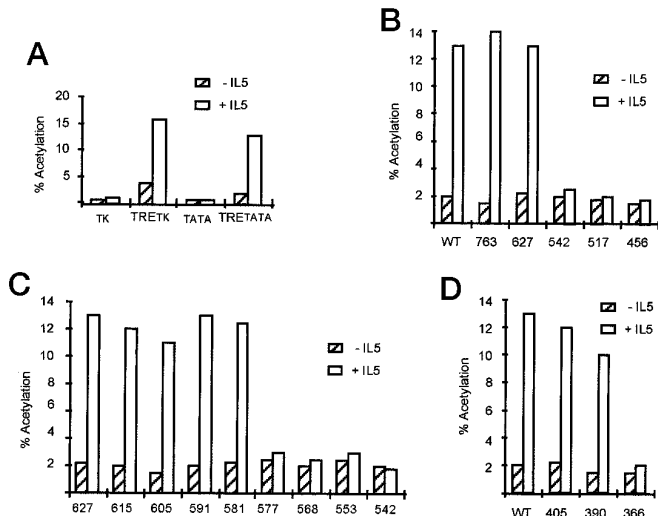 A
- IL5
+ IL5
% Acetylation
20
15
10
5
TK TRETK TATA TRETATA
B
- IL5
+ IL5
% Acetylation
14
12
10
8
6
4
2
WT 763 627 542 517 456
C
- IL5
+ IL5
% Acetylation
14
12
10
8
6
4
2
627 615 605 591 581 577 568 553 542
D
- IL5
+ IL5
% Acetylation
14
12
10
8
6
4
2
WT 405 390 366